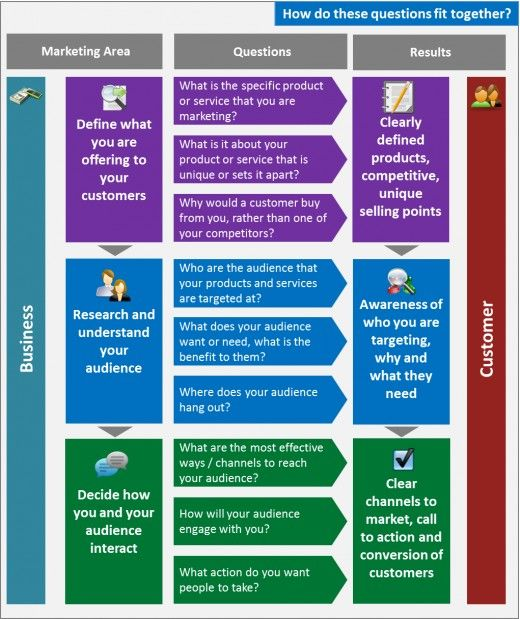 How do these questions fit together?
Marketing Area
Questions
Results
Business
Define what
you are
offering to
your
customers
What is the specific product
or service that you are
marketing?
What is it about your
product or service that is
unique or sets it apart?
Why would a customer buy
from you, rather than one of
your competitors?
Clearly
defined
products,
competitive,
unique
selling points
Research and
understand
your
audience
Who are the audience that
your products and services
are targeted at?
What does your audience
want or need, what is the
benefit to them?
Where does your audience
hang out?
Awareness of
who you are
targeting,
why and
what they
need
Decide how
you and your
audience
interact
What are the most effective
ways / channels to reach
your audience?
How will your audience
engage with you?
What action do you want
people to take?
Clear
channels to
market, call
to action and
conversion of
customers
Customer